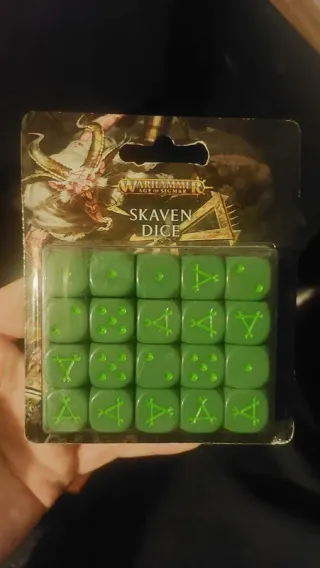 WARHAMMER
AGE OF SIGMAR
SKAVEN
DICE